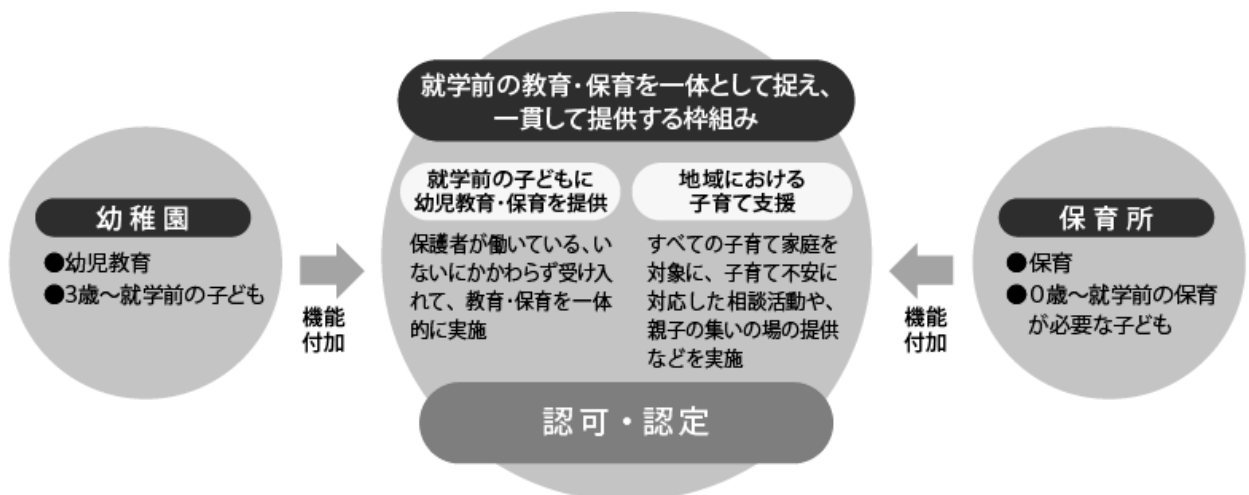 就学前の教育・保育を一体として捉え、
一貫して提供する枠組み
幼稚園
●幼児教育
●3歳～就学前の子ども
機能
付加
就学前の子どもに
幼児教育・保育を提供
保護者が働いている、い
ないにかかわらず受け入
れて、教育・保育を一体
的に実施
地域における
子育て支援
すべての子育て家庭を
対象に、子育て不安に
対応した相談活動や、
親子の集いの場の提供
などを実施
認可・認定
機能
付加
保育所
●保育
●0歳～就学前の保育
が必要な子ども